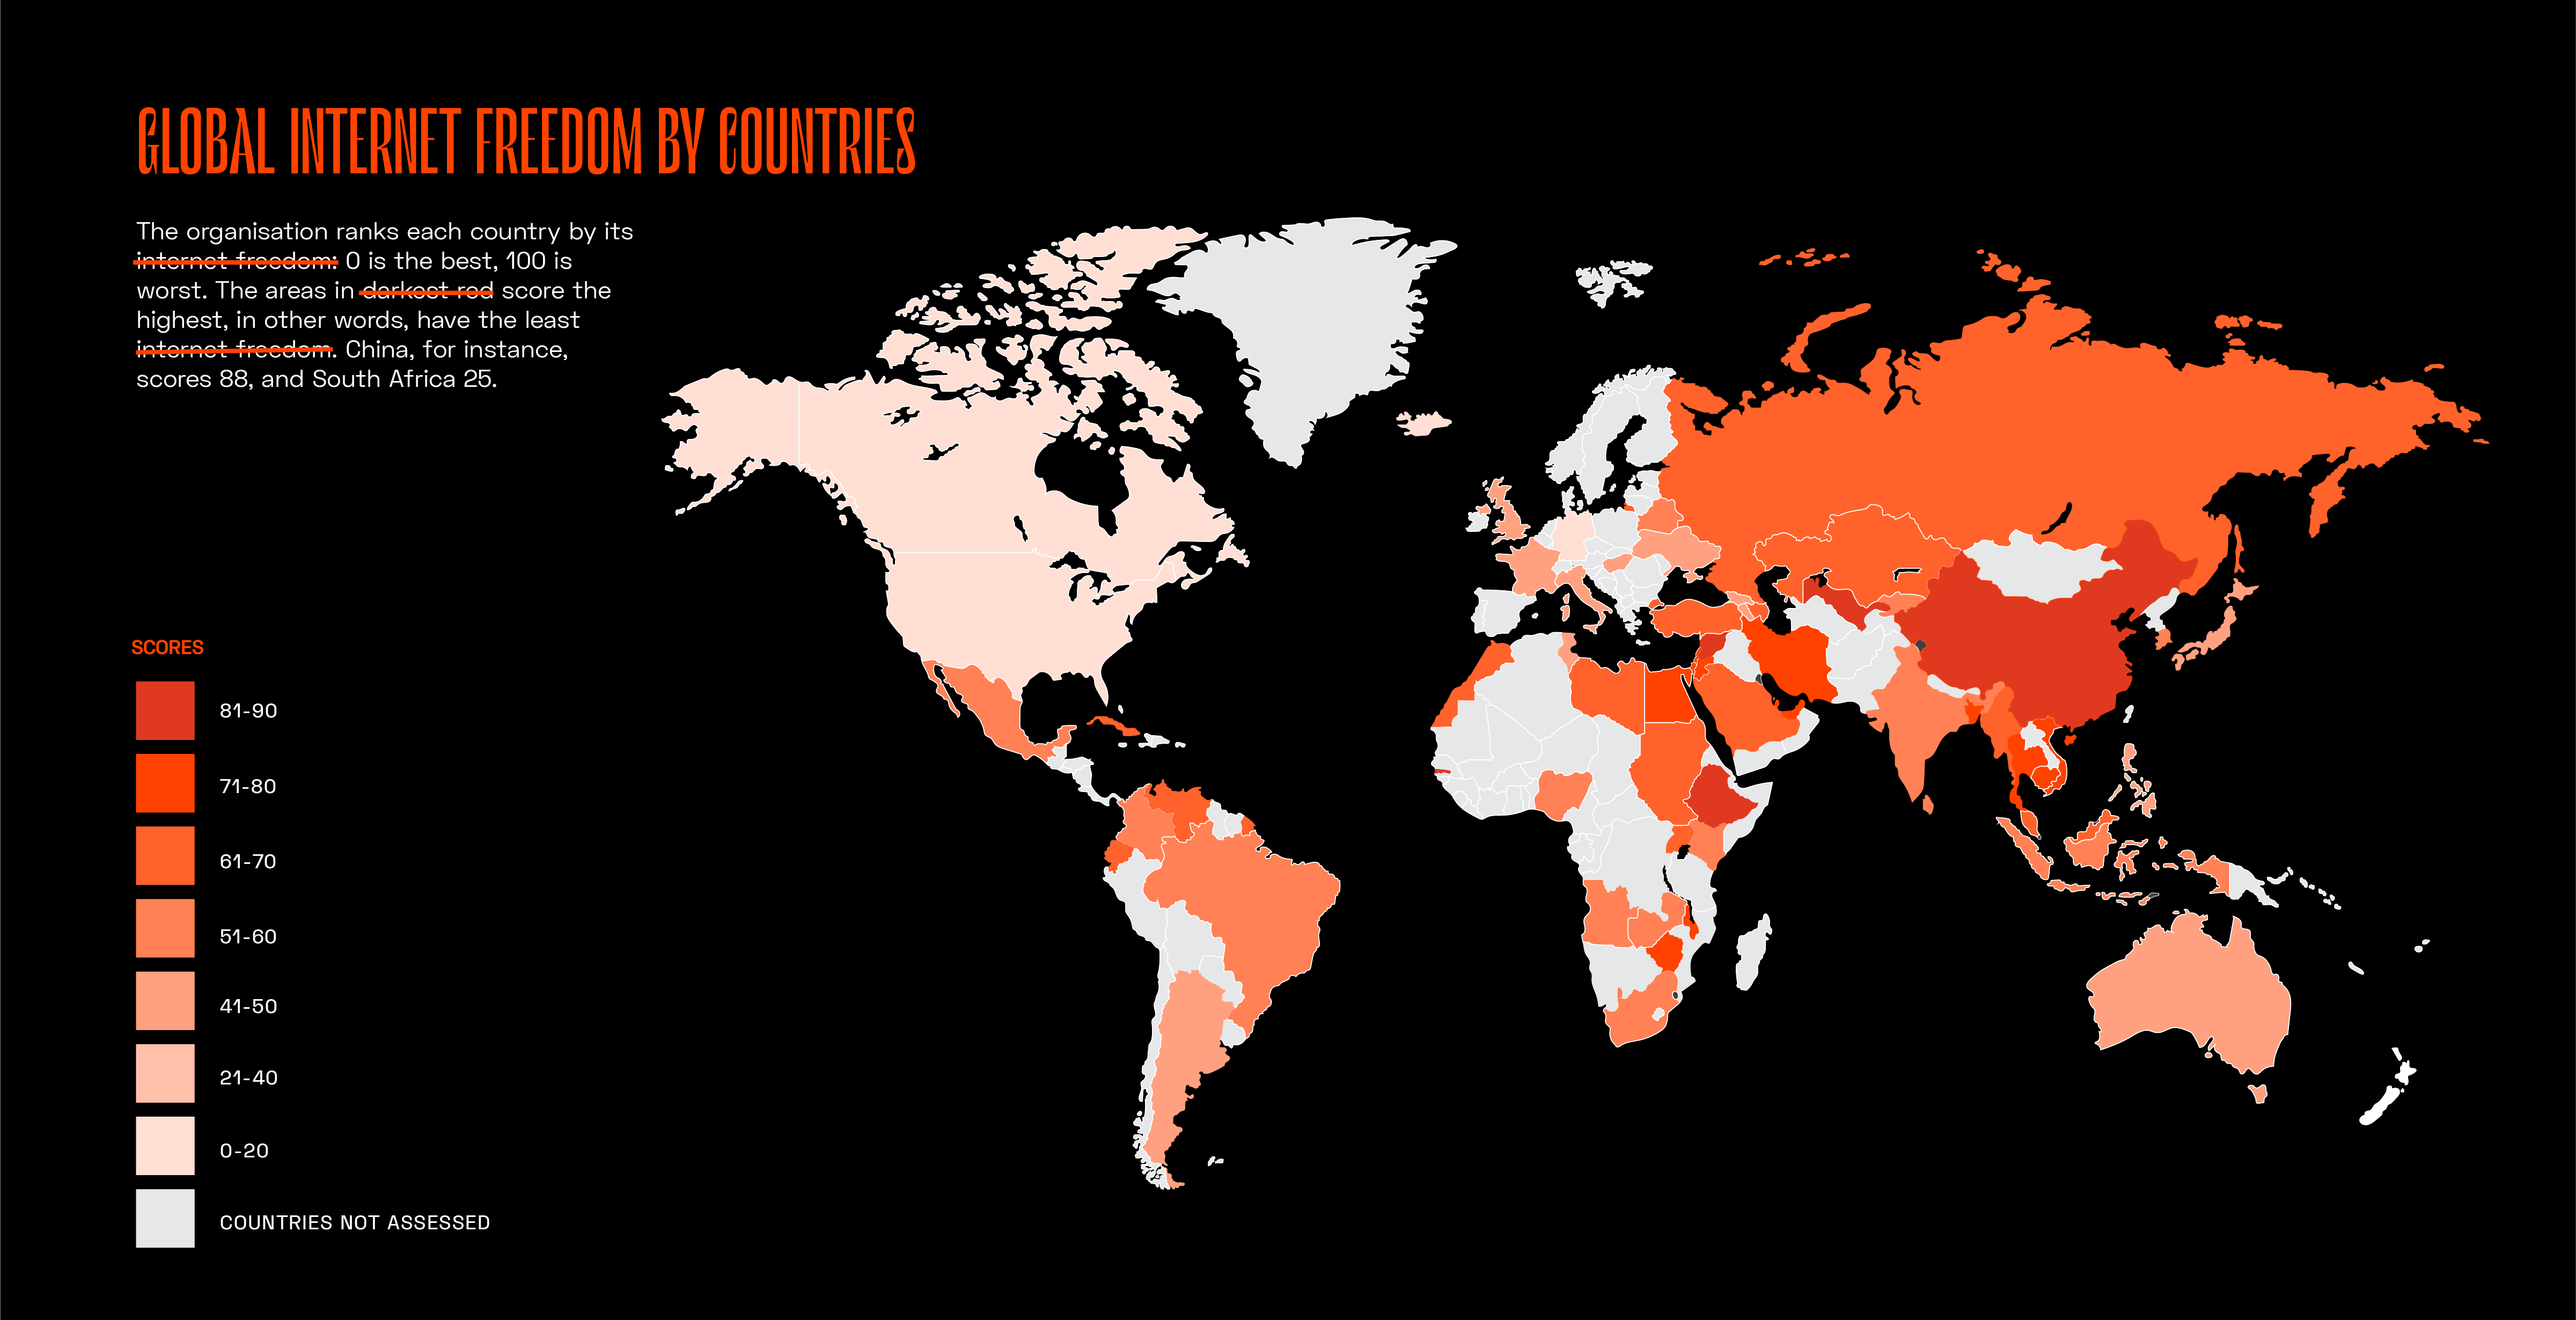 GLOBAL INTERNET FREEDOM BY COUNTRIES
The organisation ranks each country by its
internet freedom: 0 is the best, 100 is
worst. The areas in darkest red score the
highest, in other words, have the least
internet freedom. China, for instance,
scores 88, and South Africa 25.
SCORES
81-90
71-80
61-70
51-60
41-50
21-40
0-20
COUNTRIES NOT ASSESSED